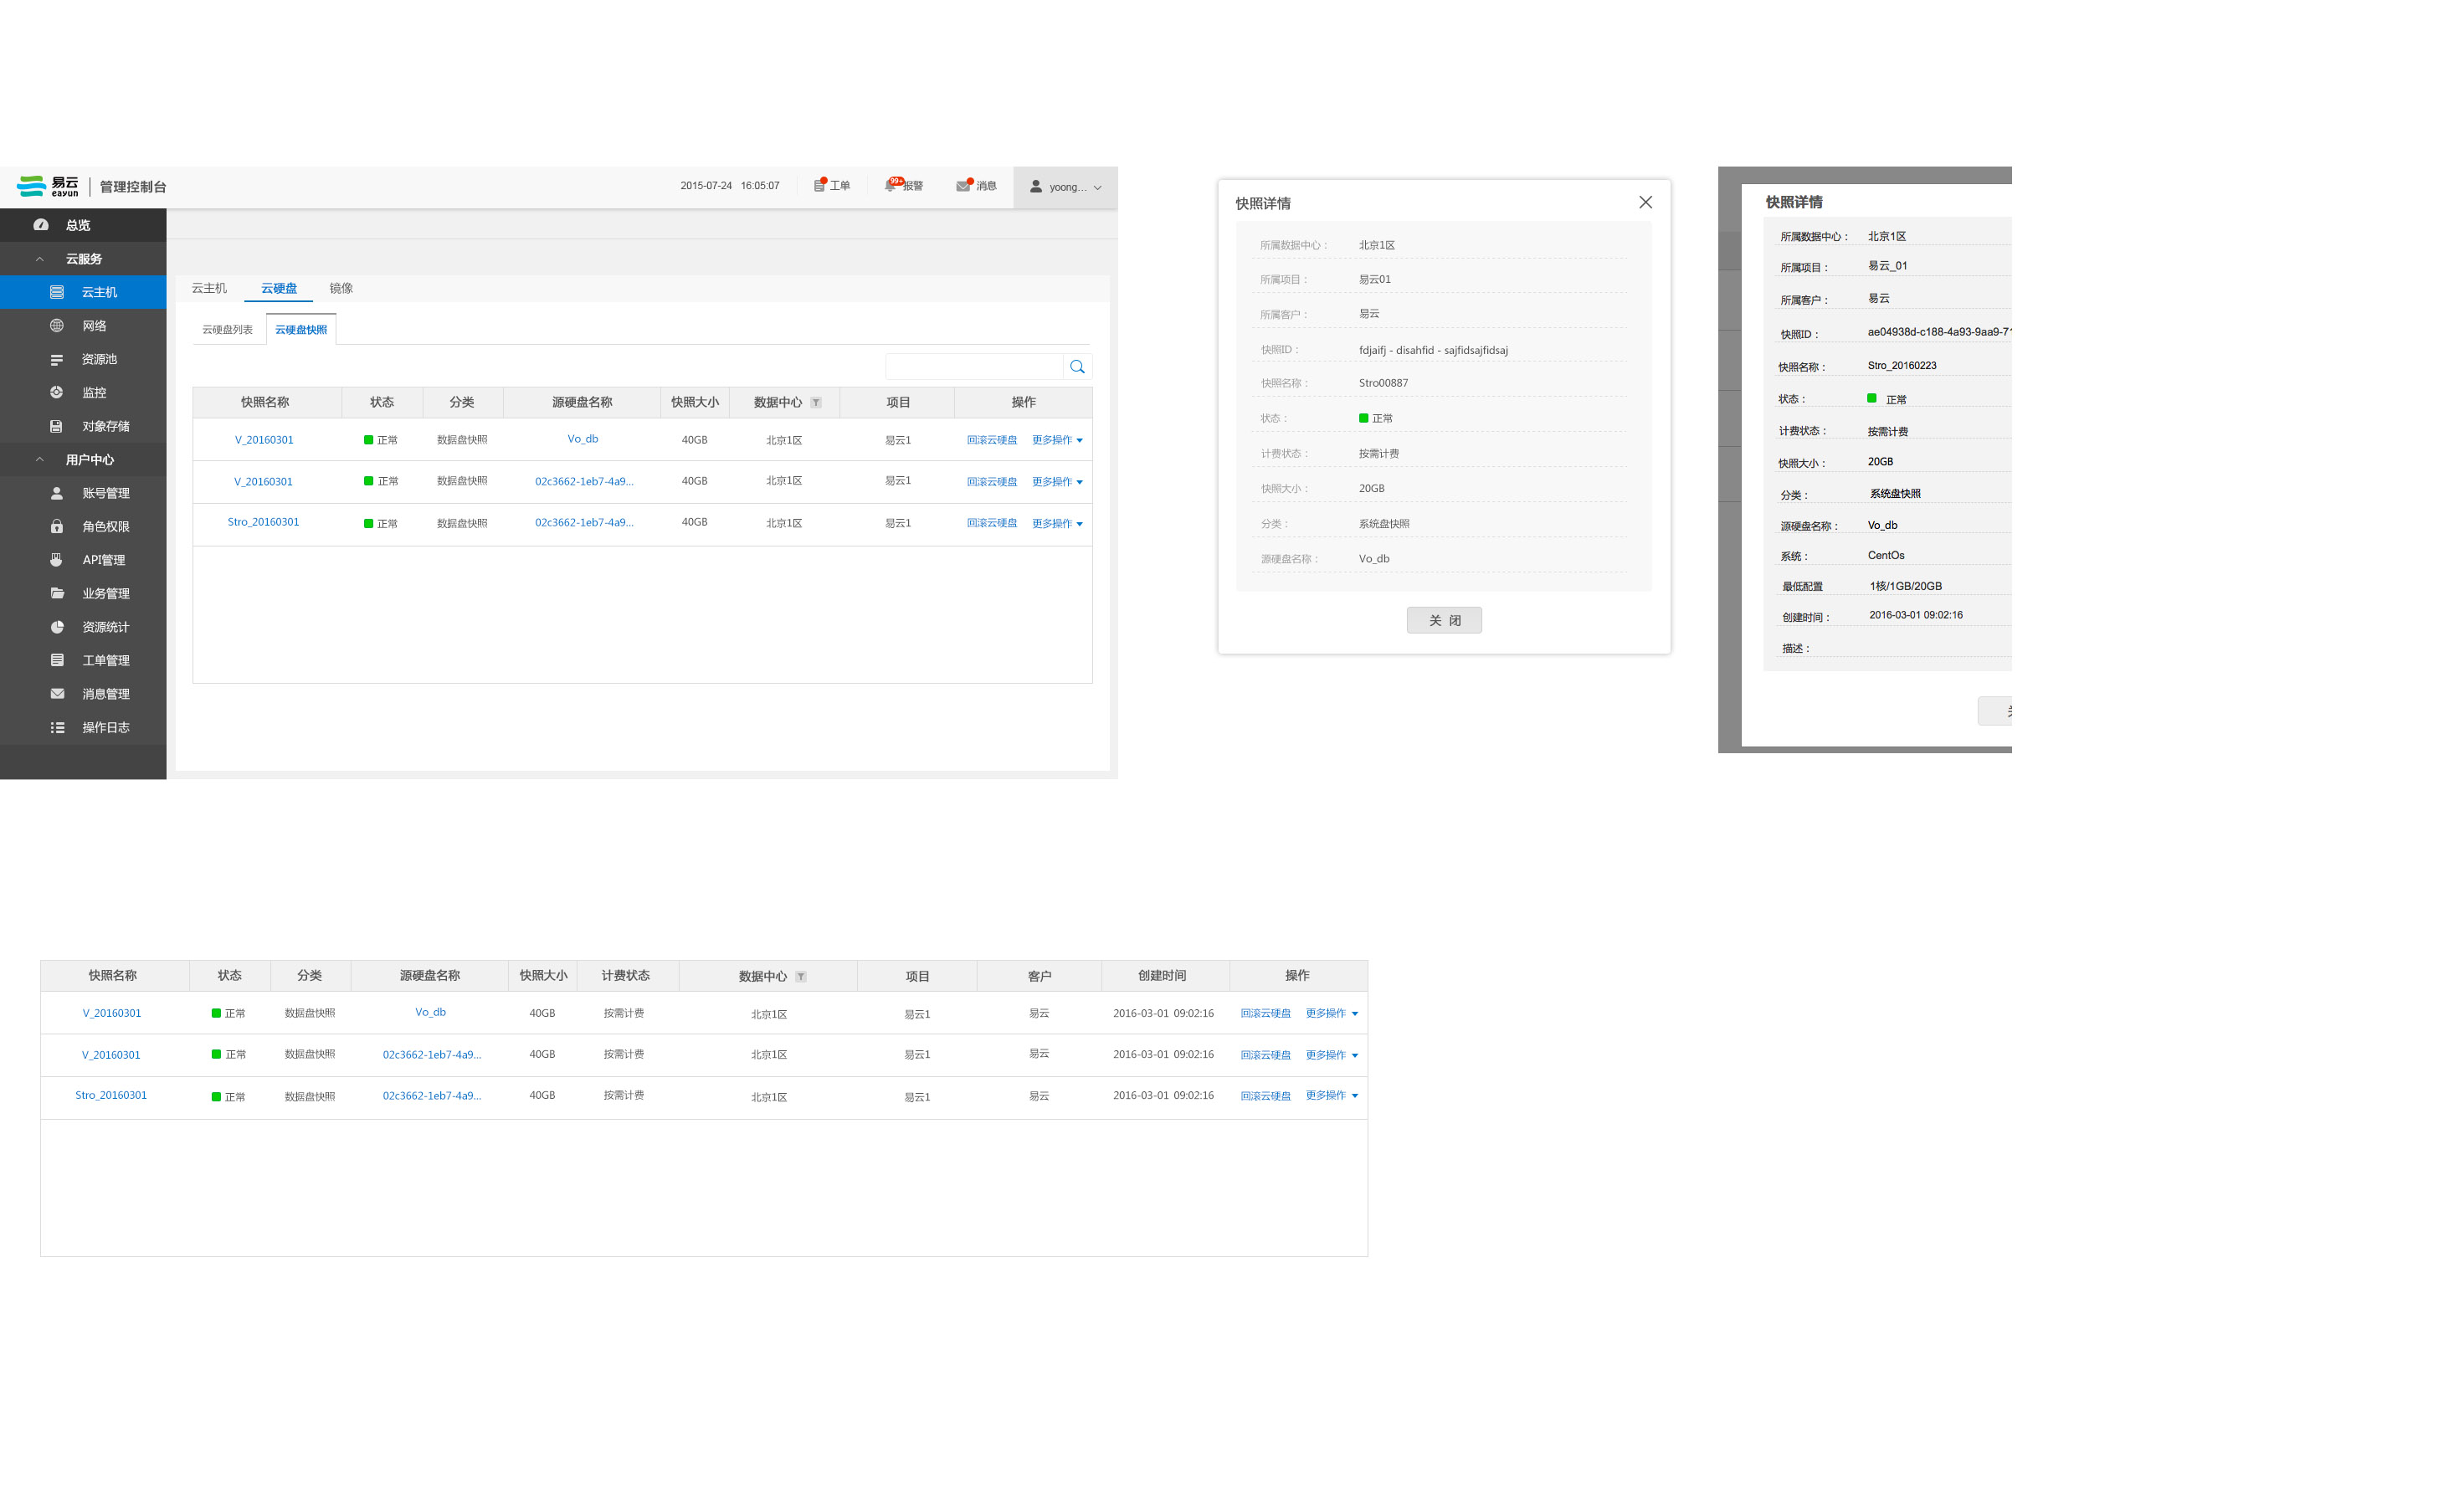 易云 eayun 管理控制台 2015-07-24 16:05:07 工单 99+ 报警 消息 yoong...
总览
云服务
云主机
网络
资源池
监控
对象存储
用户中心
账号管理
角色权限
API管理
业务管理
资源统计
工单管理
消息管理
操作日志
云主机 云硬盘 镜像
云硬盘列表 云硬盘快照
快照名称 状态 分类 源硬盘名称 快照大小 数据中心 项目 操作
V_20160301 正常 数据盘快照 Vo_db 40GB 北京1区 易云1 回滚云硬盘 更多操作
V_20160301 正常 数据盘快照 02c3662-1eb7-4a9... 40GB 北京1区 易云1 回滚云硬盘 更多操作
Stro_20160301 正常 数据盘快照 02c3662-1eb7-4a9... 40GB 北京1区 易云1 回滚云硬盘 更多操作
快照详情
所属数据中心： 北京1区
所属项目： 易云01
所属客户： 易云
快照ID： fdjaifj - disahfid - sajfidsajfidsaj
快照名称： Stro00887
状态： 正常
计费状态： 按需计费
快照大小： 20GB
分类： 系统盘快照
源硬盘名称： Vo_db
关 闭
快照详情
所属数据中心： 北京1区
所属项目： 易云_01
所属客户： 易云
快照ID： ae04938d-c188-4a93-9aa9-71
快照名称： Stro_20160223
状态： 正常
计费状态： 按需计费
快照大小： 20GB
分类： 系统盘快照
源硬盘名称： Vo_db
系统： CentOs
最低配置 1核/1GB/20GB
创建时间： 2016-03-01 09:02:16
描述：
快照名称 状态 分类 源硬盘名称 快照大小 计费状态 数据中心 项目 客户 创建时间 操作
V_20160301 正常 数据盘快照 Vo_db 40GB 按需计费 北京1区 易云1 易云 2016-03-01 09:02:16 回滚云硬盘 更多操作
V_20160301 正常 数据盘快照 02c3662-1eb7-4a9... 40GB 按需计费 北京1区 易云1 易云 2016-03-01 09:02:16 回滚云硬盘 更多操作
Stro_20160301 正常 数据盘快照 02c3662-1eb7-4a9... 40GB 按需计费 北京1区 易云1 易云 2016-03-01 09:02:16 回滚云硬盘 更多操作